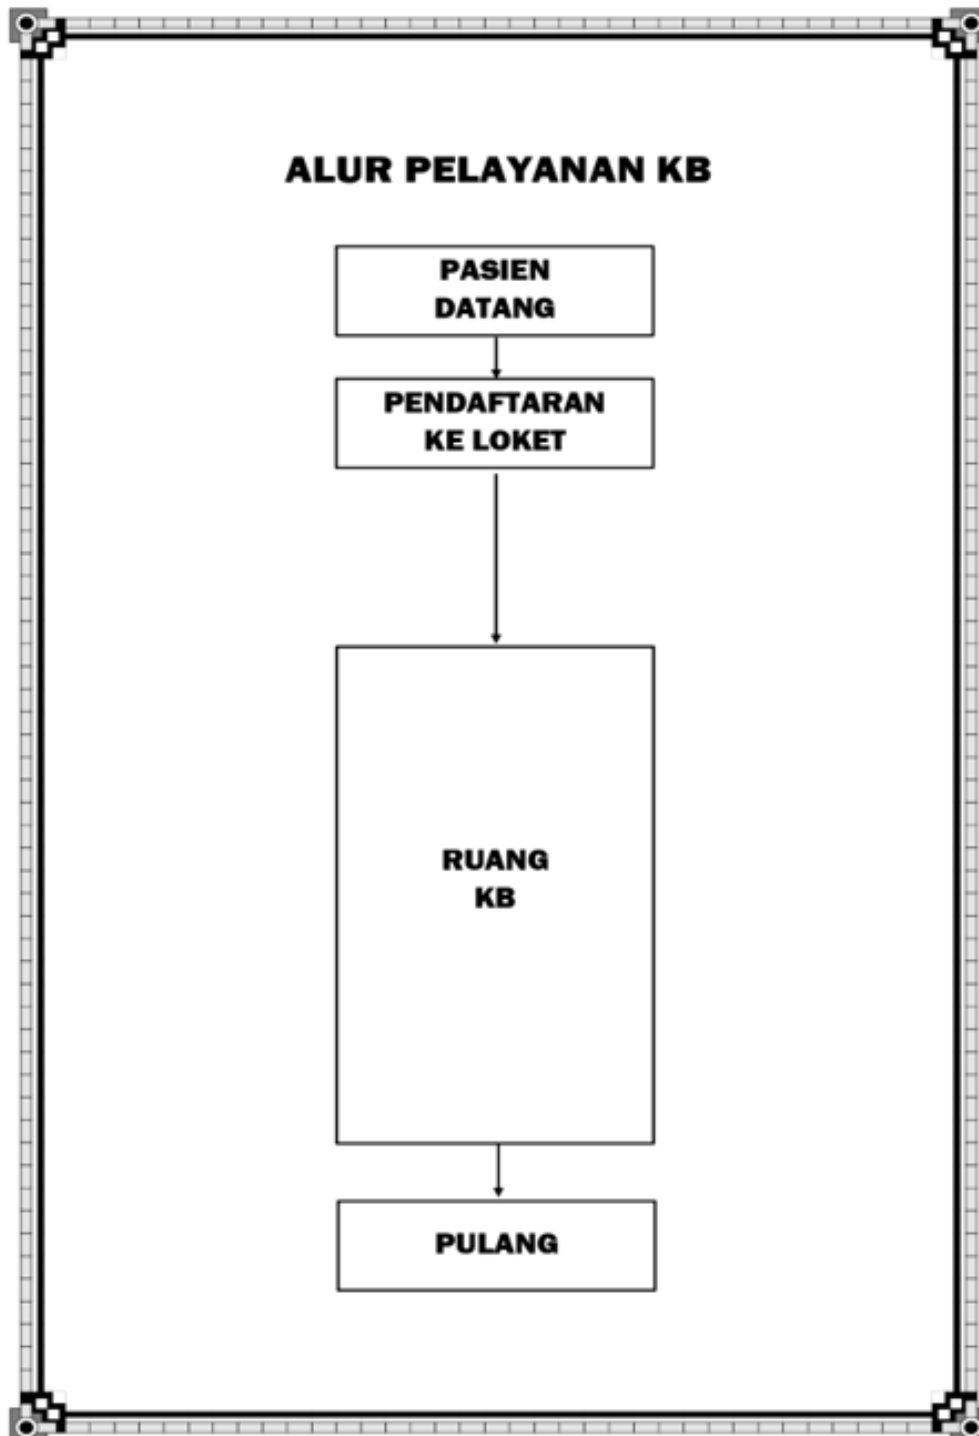 ALUR PELAYANAN KB
PASIEN
DATANG
PENDAFTARAN
KE LOKET
RUANG
KB
PULANG